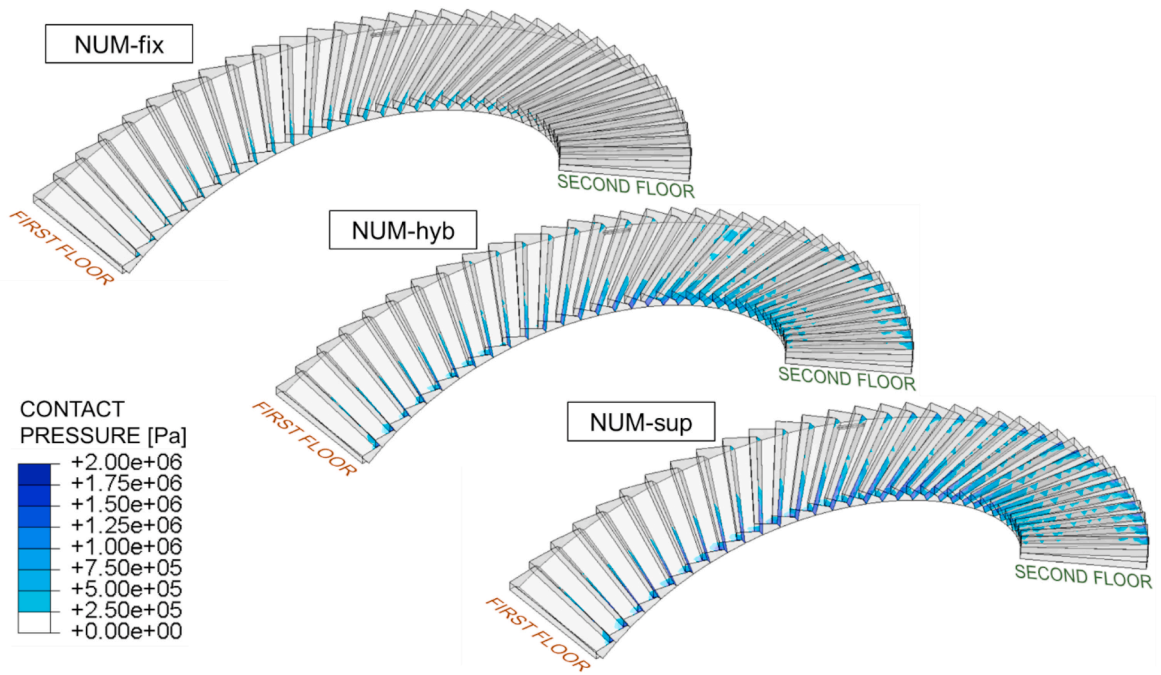 NUM-fix
SECOND FLOOR
FIRST FLOOR
NUM-hyb
SECOND FLOOR
FIRST FLOOR
NUM-sup
SECOND FLOOR
FIRST FLOOR
CONTACT
PRESSURE [Pa]
+2.00e+06
+1.75e+06
+1.50e+06
+1.25e+06
+1.00e+06
+7.50e+05
+5.00e+05
+2.50e+05
+0.00e+00